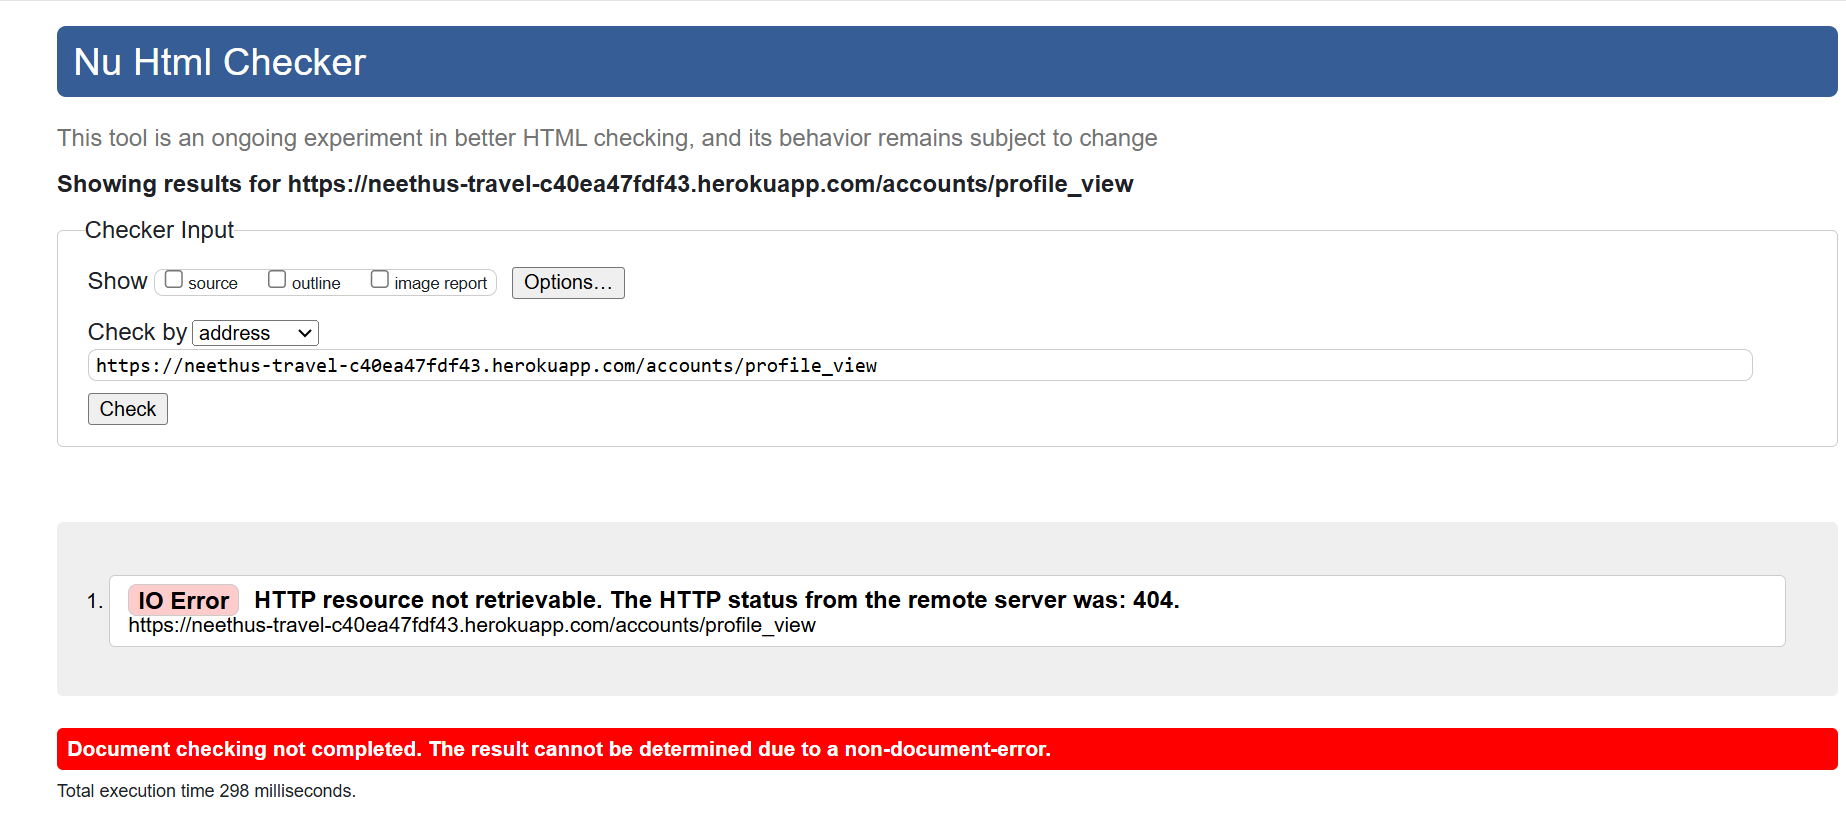 Nu Html Checker
This tool is an ongoing experiment in better HTML checking, and its behavior remains subject to change
Showing results for https://neethus-travel-c40ea47fdf43.herokuapp.com/accounts/profile_view
Checker Input
Show source outline image report Options...
Check by address
https://neethus-travel-c40ea47fdf43.herokuapp.com/accounts/profile_view
Check
1. IO Error HTTP resource not retrievable. The HTTP status from the remote server was: 404.
https://neethus-travel-c40ea47fdf43.herokuapp.com/accounts/profile_view
Document checking not completed. The result cannot be determined due to a non-document-error.
Total execution time 298 milliseconds.